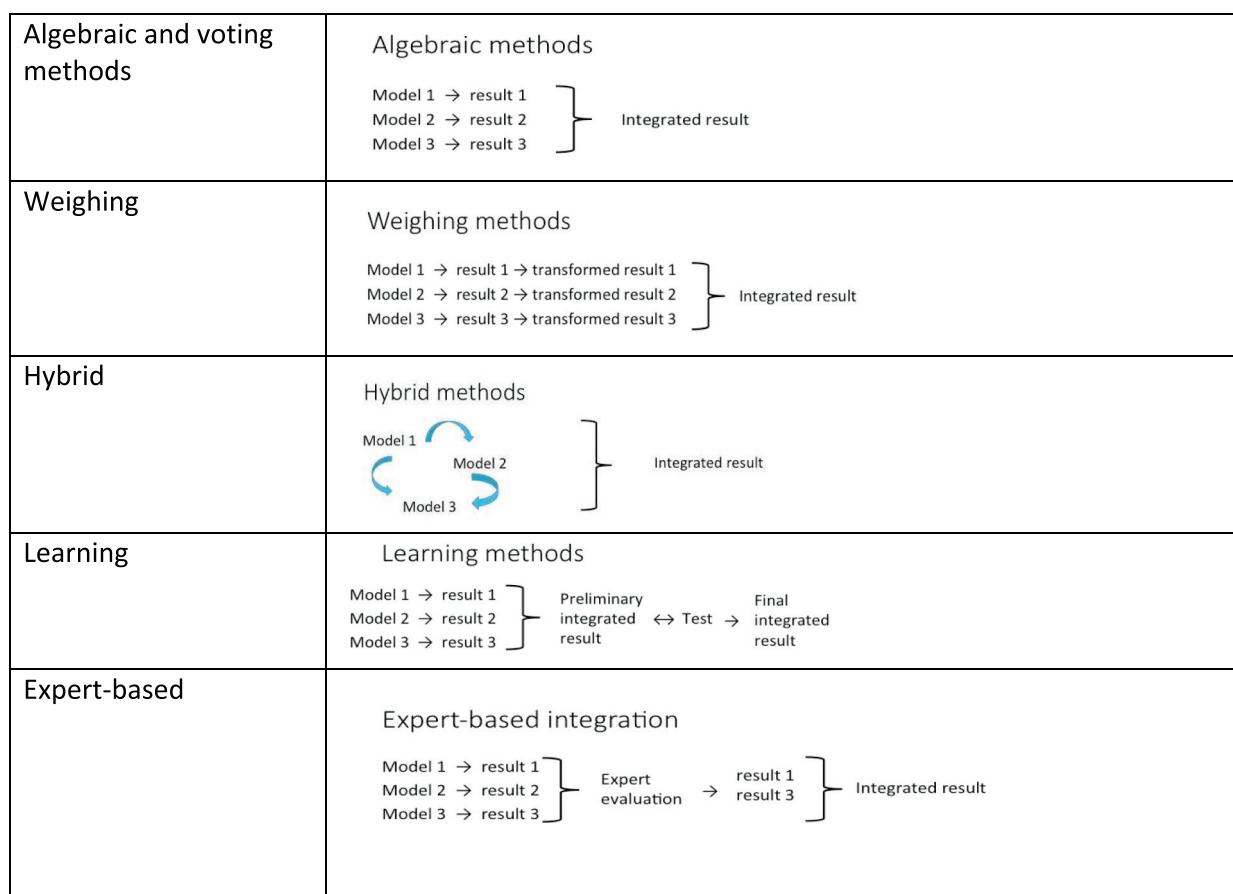 Algebraic and voting
methods
Algebraic methods
Model 1 → result 1
Model 2 → result 2
Model 3 → result 3
Integrated result
Weighing
Weighing methods
Model 1 → result 1 → transformed result 1
Model 2 → result 2 → transformed result 2
Model 3 → result 3 → transformed result 3
Integrated result
Hybrid
Hybrid methods
Model 1
Model 2
Model 3
Integrated result
Learning
Learning methods
Model 1 → result 1
Model 2 → result 2
Model 3 → result 3
Preliminary
integrated
result
↔ Test →
Final
integrated
result
Expert-based
Expert-based integration
Model 1 → result 1
Model 2 → result 2
Model 3 → result 3
Expert
evaluation
→
result 1
result 3
Integrated result